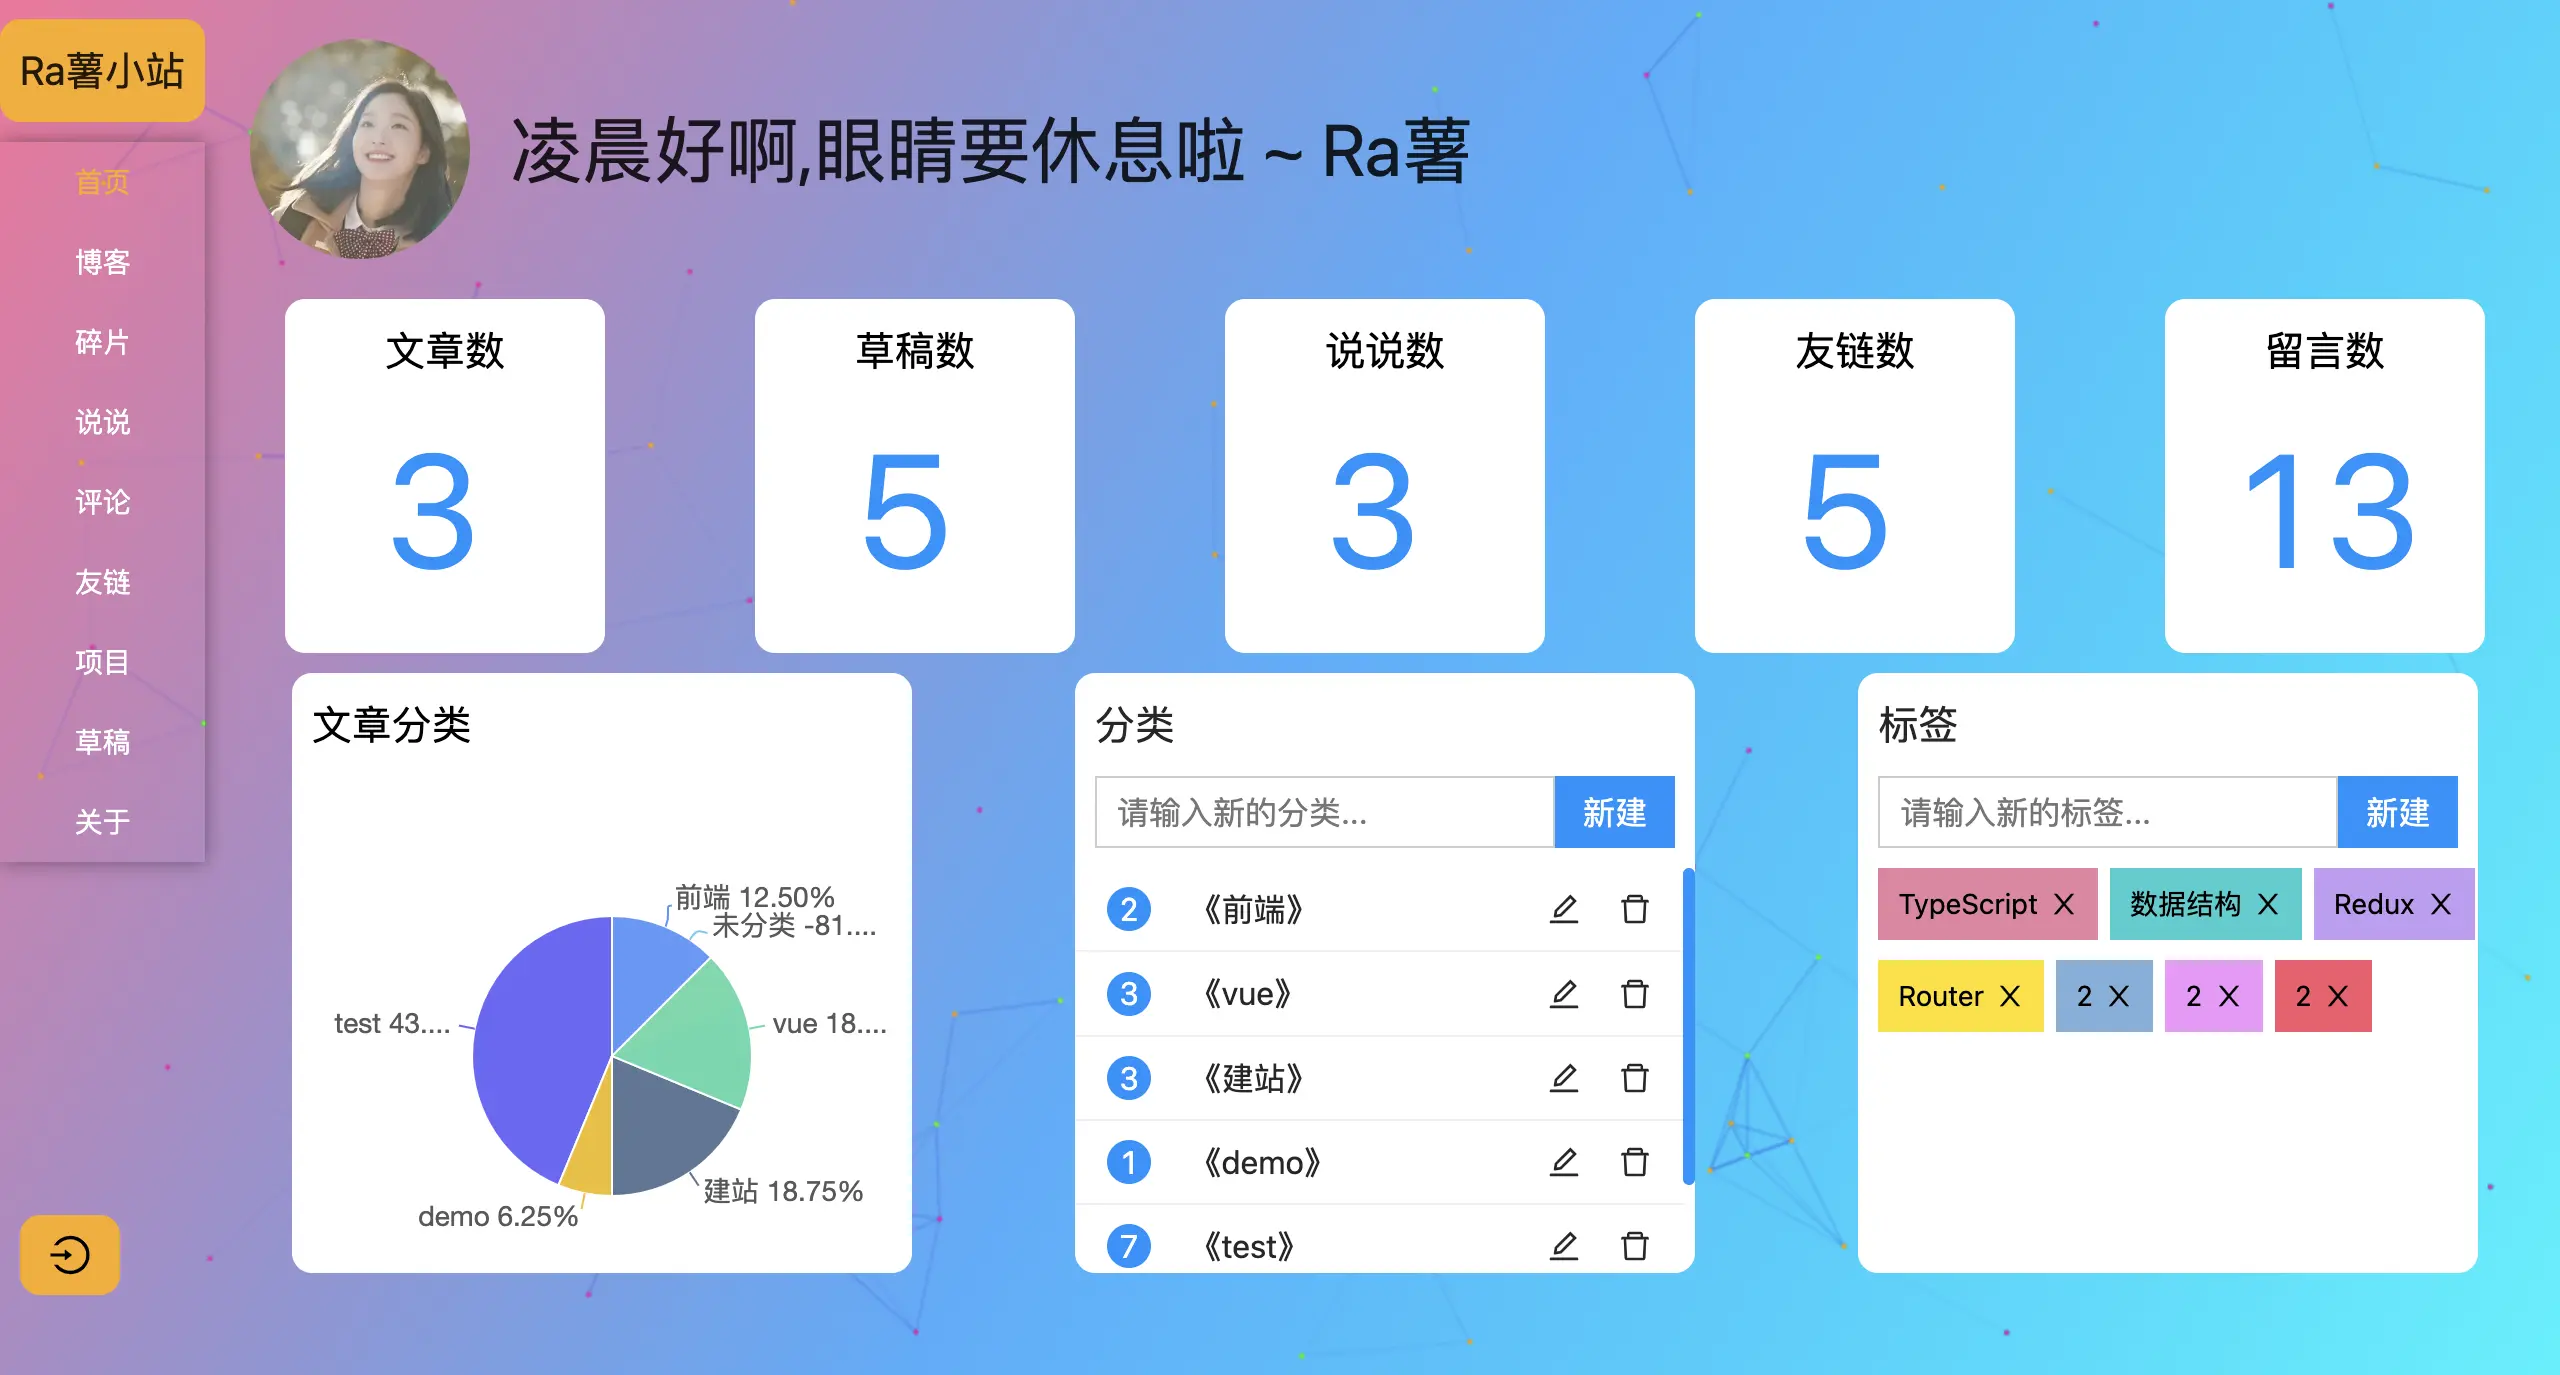 Ra薯小站
首页
博客
碎片
说说
评论
友链
项目
草稿
关于
凌晨好啊,眼睛要休息啦 ~ Ra薯
文章数
3
草稿数
5
说说数
3
友链数
5
留言数
13
文章分类
前端 12.50%
未分类 -81....
test 43....
vue 18....
建站 18.75%
demo 6.25%
分类
请输入新的分类...
新建
2 《前端》
3 《vue》
3 《建站》
1 《demo》
7 《test》
标签
请输入新的标签...
新建
TypeScript X 数据结构 X Redux X
Router X 2 X 2 X 2 X